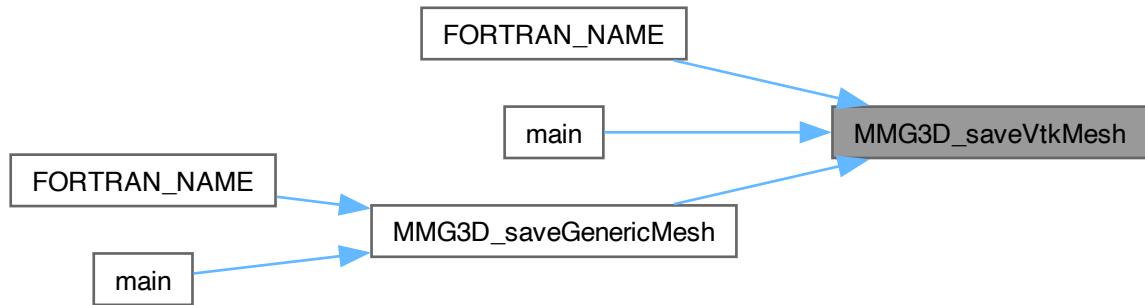 FORTRAN_NAME
main
MMG3D_saveVtkMesh
FORTRAN_NAME
MMG3D_saveGenericMesh
main